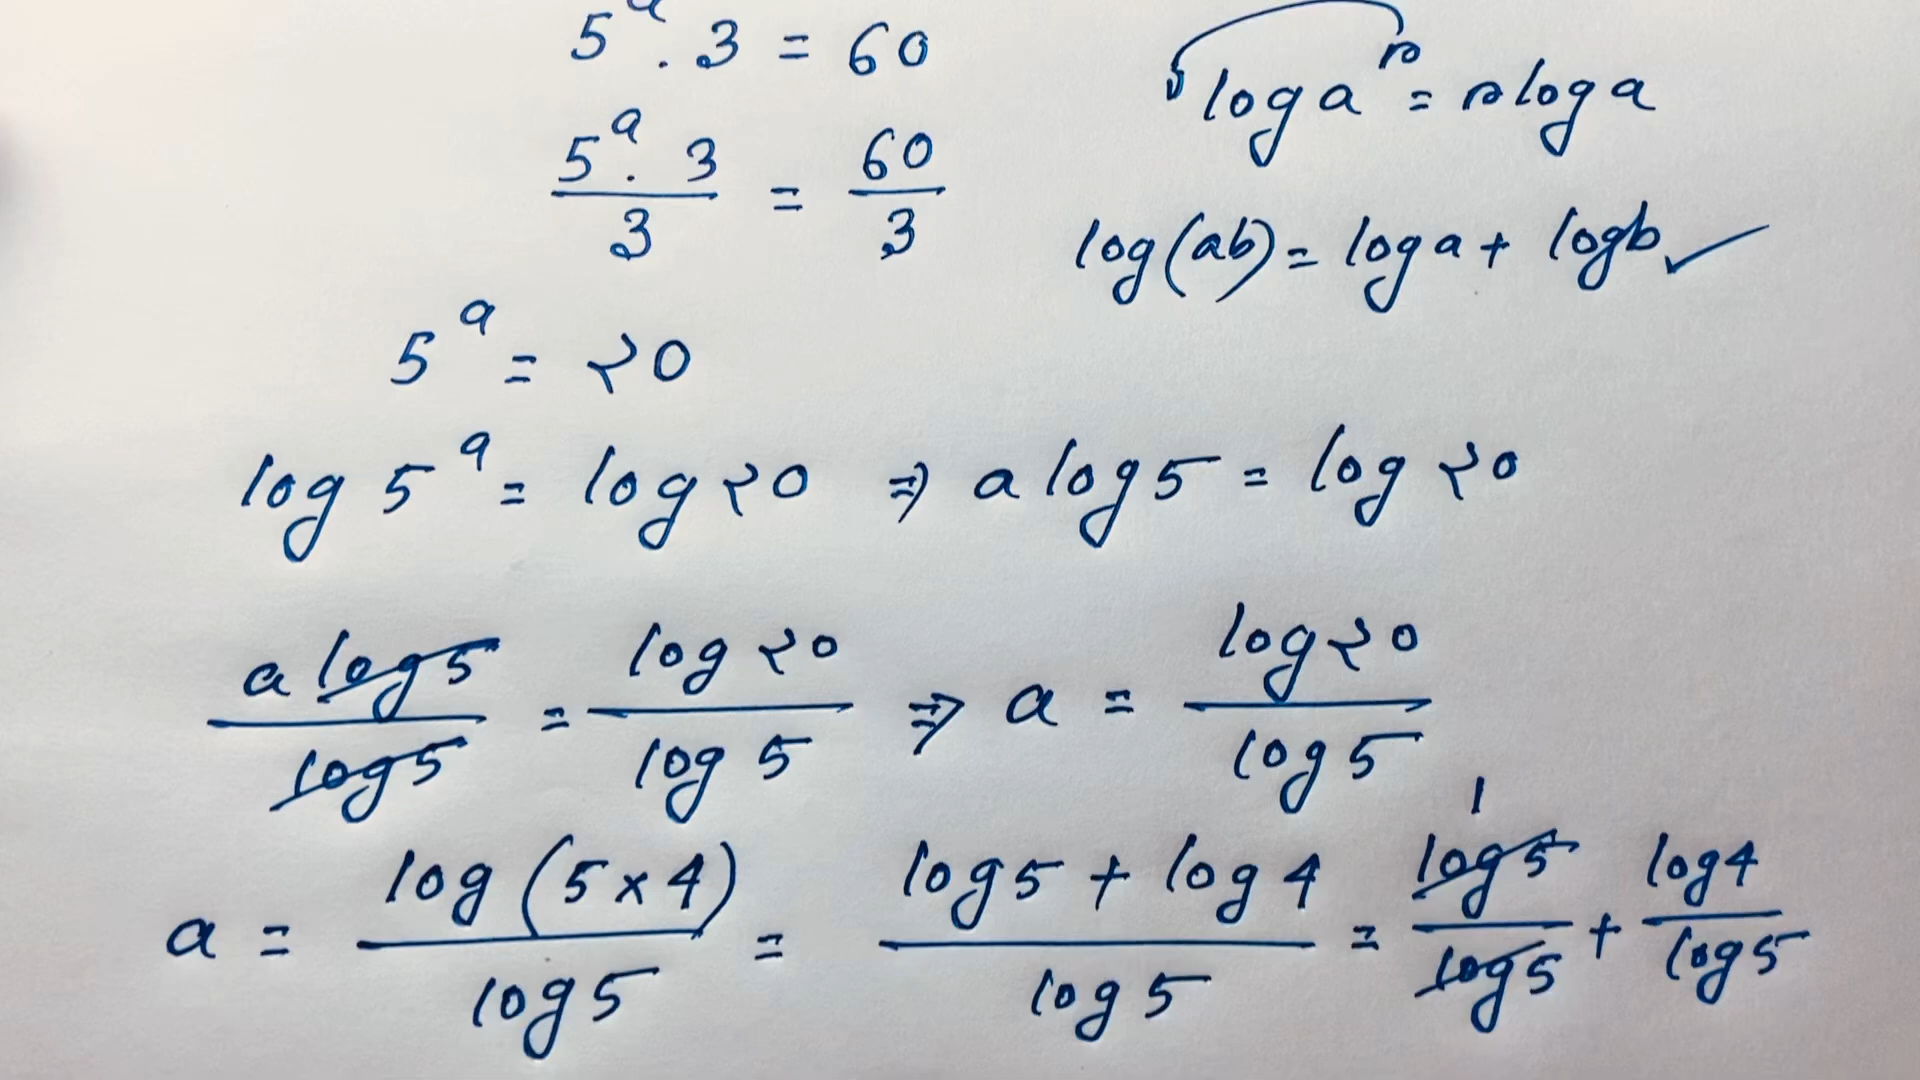 5^a . 3 = 60
(5^a . 3)/3 = 60/3
5^a = 20
log 5^a = log 20 ⇒ a log 5 = log 20
(a log 5)/(log 5) = (log 20)/(log 5) ⇒ a = (log 20)/(log 5)
a = (log (5 × 4))/(log 5) = (log 5 + log 4)/(log 5) = (log 5)/(log 5) 1 + (log 4)/(log 5)
log a^n = n log a
log(ab) = log a + log b ✓